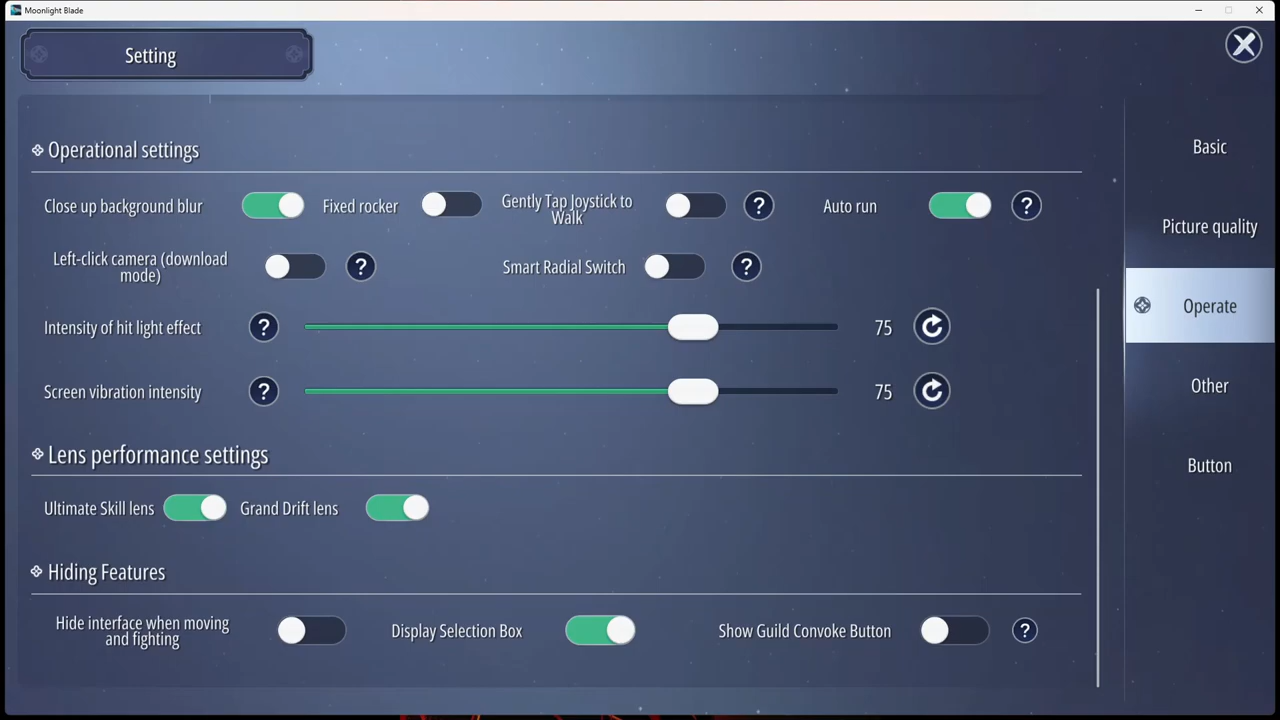 Moonlight Blade
Setting
Operational settings
Close up background blur
Fixed rocker
Gently Tap Joystick to
Walk
?
Auto run
?
Left-click camera (download
mode)
?
Smart Radial Switch
?
Intensity of hit light effect
?
75
Screen vibration intensity
?
75
Lens performance settings
Ultimate Skill lens
Grand Drift lens
Hiding Features
Hide interface when moving
and fighting
Display Selection Box
Show Guild Convoke Button
?
Basic
Picture quality
Operate
Other
Button